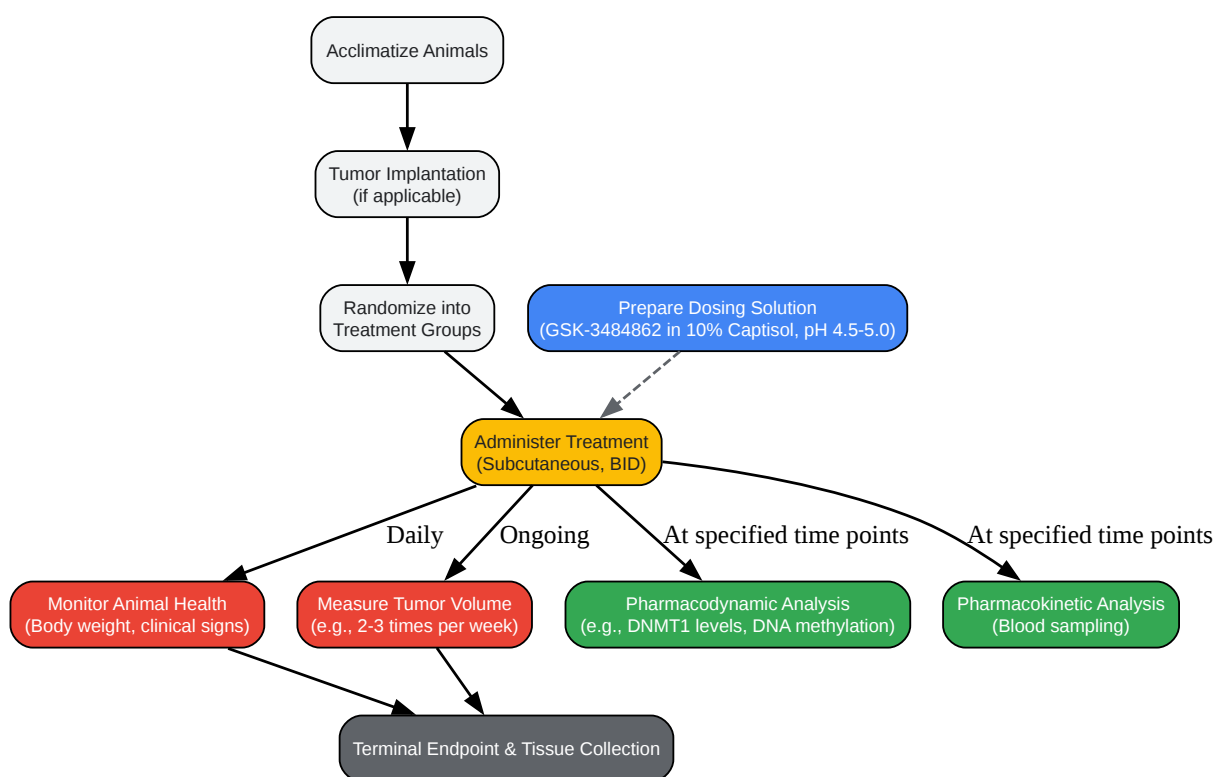 Acclimatize Animals
Tumor Implantation
(if applicable)
Randomize into
Treatment Groups
Prepare Dosing Solution
(GSK-3484862 in 10% Captisol, pH 4.5-5.0)
Administer Treatment
(Subcutaneous, BID)
Daily
Ongoing
At specified time points
At specified time points
Monitor Animal Health
(Body weight, clinical signs)
Measure Tumor Volume
(e.g., 2-3 times per week)
Pharmacodynamic Analysis
(e.g., DNMT1 levels, DNA methylation)
Pharmacokinetic Analysis
(Blood sampling)
Terminal Endpoint & Tissue Collection